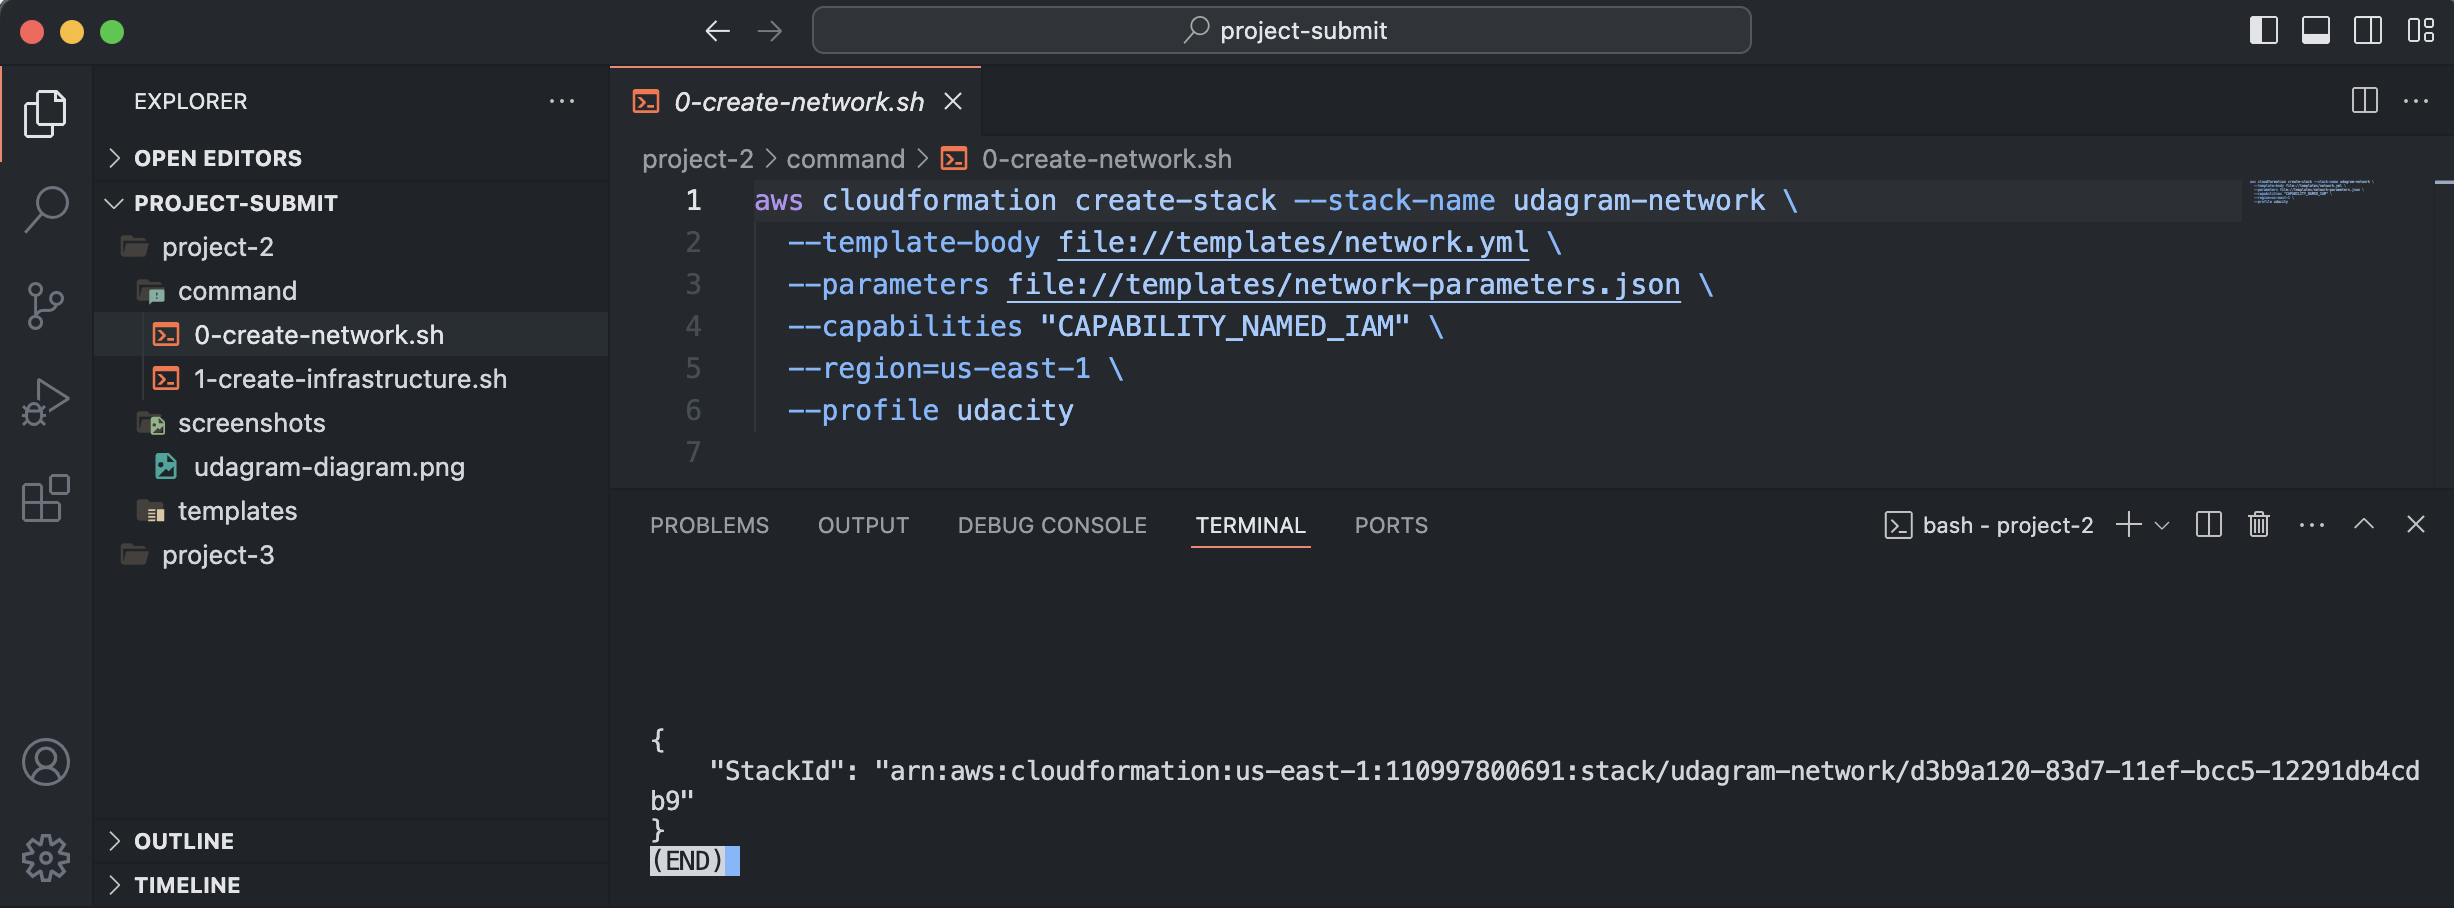 project-submit
EXPLORER
OPEN EDITORS
PROJECT-SUBMIT
project-2
command
0-create-network.sh
1-create-infrastructure.sh
screenshots
udagram-diagram.png
templates
project-3
OUTLINE
TIMELINE
0-create-network.sh
project-2 > command > 0-create-network.sh
1 aws cloudformation create-stack --stack-name udagram-network \
2 --template-body file://templates/network.yml \
3 --parameters file://templates/network-parameters.json \
4 --capabilities "CAPABILITY_NAMED_IAM" \
5 --region=us-east-1 \
6 --profile udacity
7
PROBLEMS OUTPUT DEBUG CONSOLE TERMINAL PORTS bash - project-2
{
"StackId": "arn:aws:cloudformation:us-east-1:110997800691:stack/udagram-network/d3b9a120-83d7-11ef-bcc5-12291db4cd
b9"
}
(END)